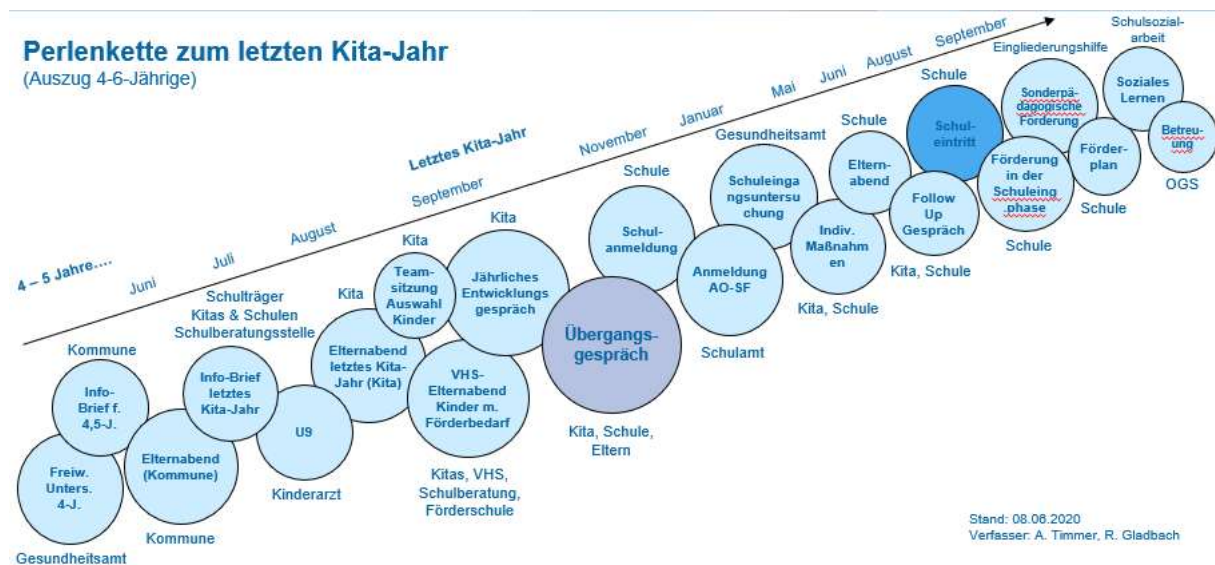 Perlenkette zum letzten Kita-Jahr
(Auszug 4-6-Jährige)
4 – 5 Jahre....
Juni
Juli
August
Letztes Kita-Jahr
September
November
Januar
Mai
Juni
August
September
Gesundheitsamt
Freiw.
Unters.
4-J.
Kommune
Info-
Brief f.
4,5-J.
Elternabend
(Kommune)
Kommune
Schulträger
Kitas & Schulen
Schulberatungsstelle
Info-Brief
letztes
Kita-Jahr
U9
Kinderarzt
Kita
Elternabend
letztes Kita-
Jahr (Kita)
Kita
Team-
sitzung
Auswahl
Kinder
VHS-
Elternabend
Kinder m.
Förderbedarf
Kitas, VHS,
Schulberatung,
Förderschule
Kita
Jährliches
Entwicklungs
gespräch
Übergangs-
gespräch
Kita, Schule,
Eltern
Schule
Schul-
anmeldung
Anmeldung
AO-SF
Schulamt
Gesundheitsamt
Schuleinga
ngsuntersu
chung
Indiv.
Maßnahm
en
Kita, Schule
Schule
Eltern-
abend
Schule
Schul-
eintritt
Follow
Up
Gespräch
Kita, Schule
Eingliederungshilfe
Sonderpä-
dagogische
Förderung
Förderung
in der
Schuleing
phase
Schule
Förder-
plan
Schule
Schulsozial-
arbeit
Soziales
Lernen
Betreu-
ung
OGS
Stand: 08.06.2020
Verfasser: A. Timmer, R. Gladbach